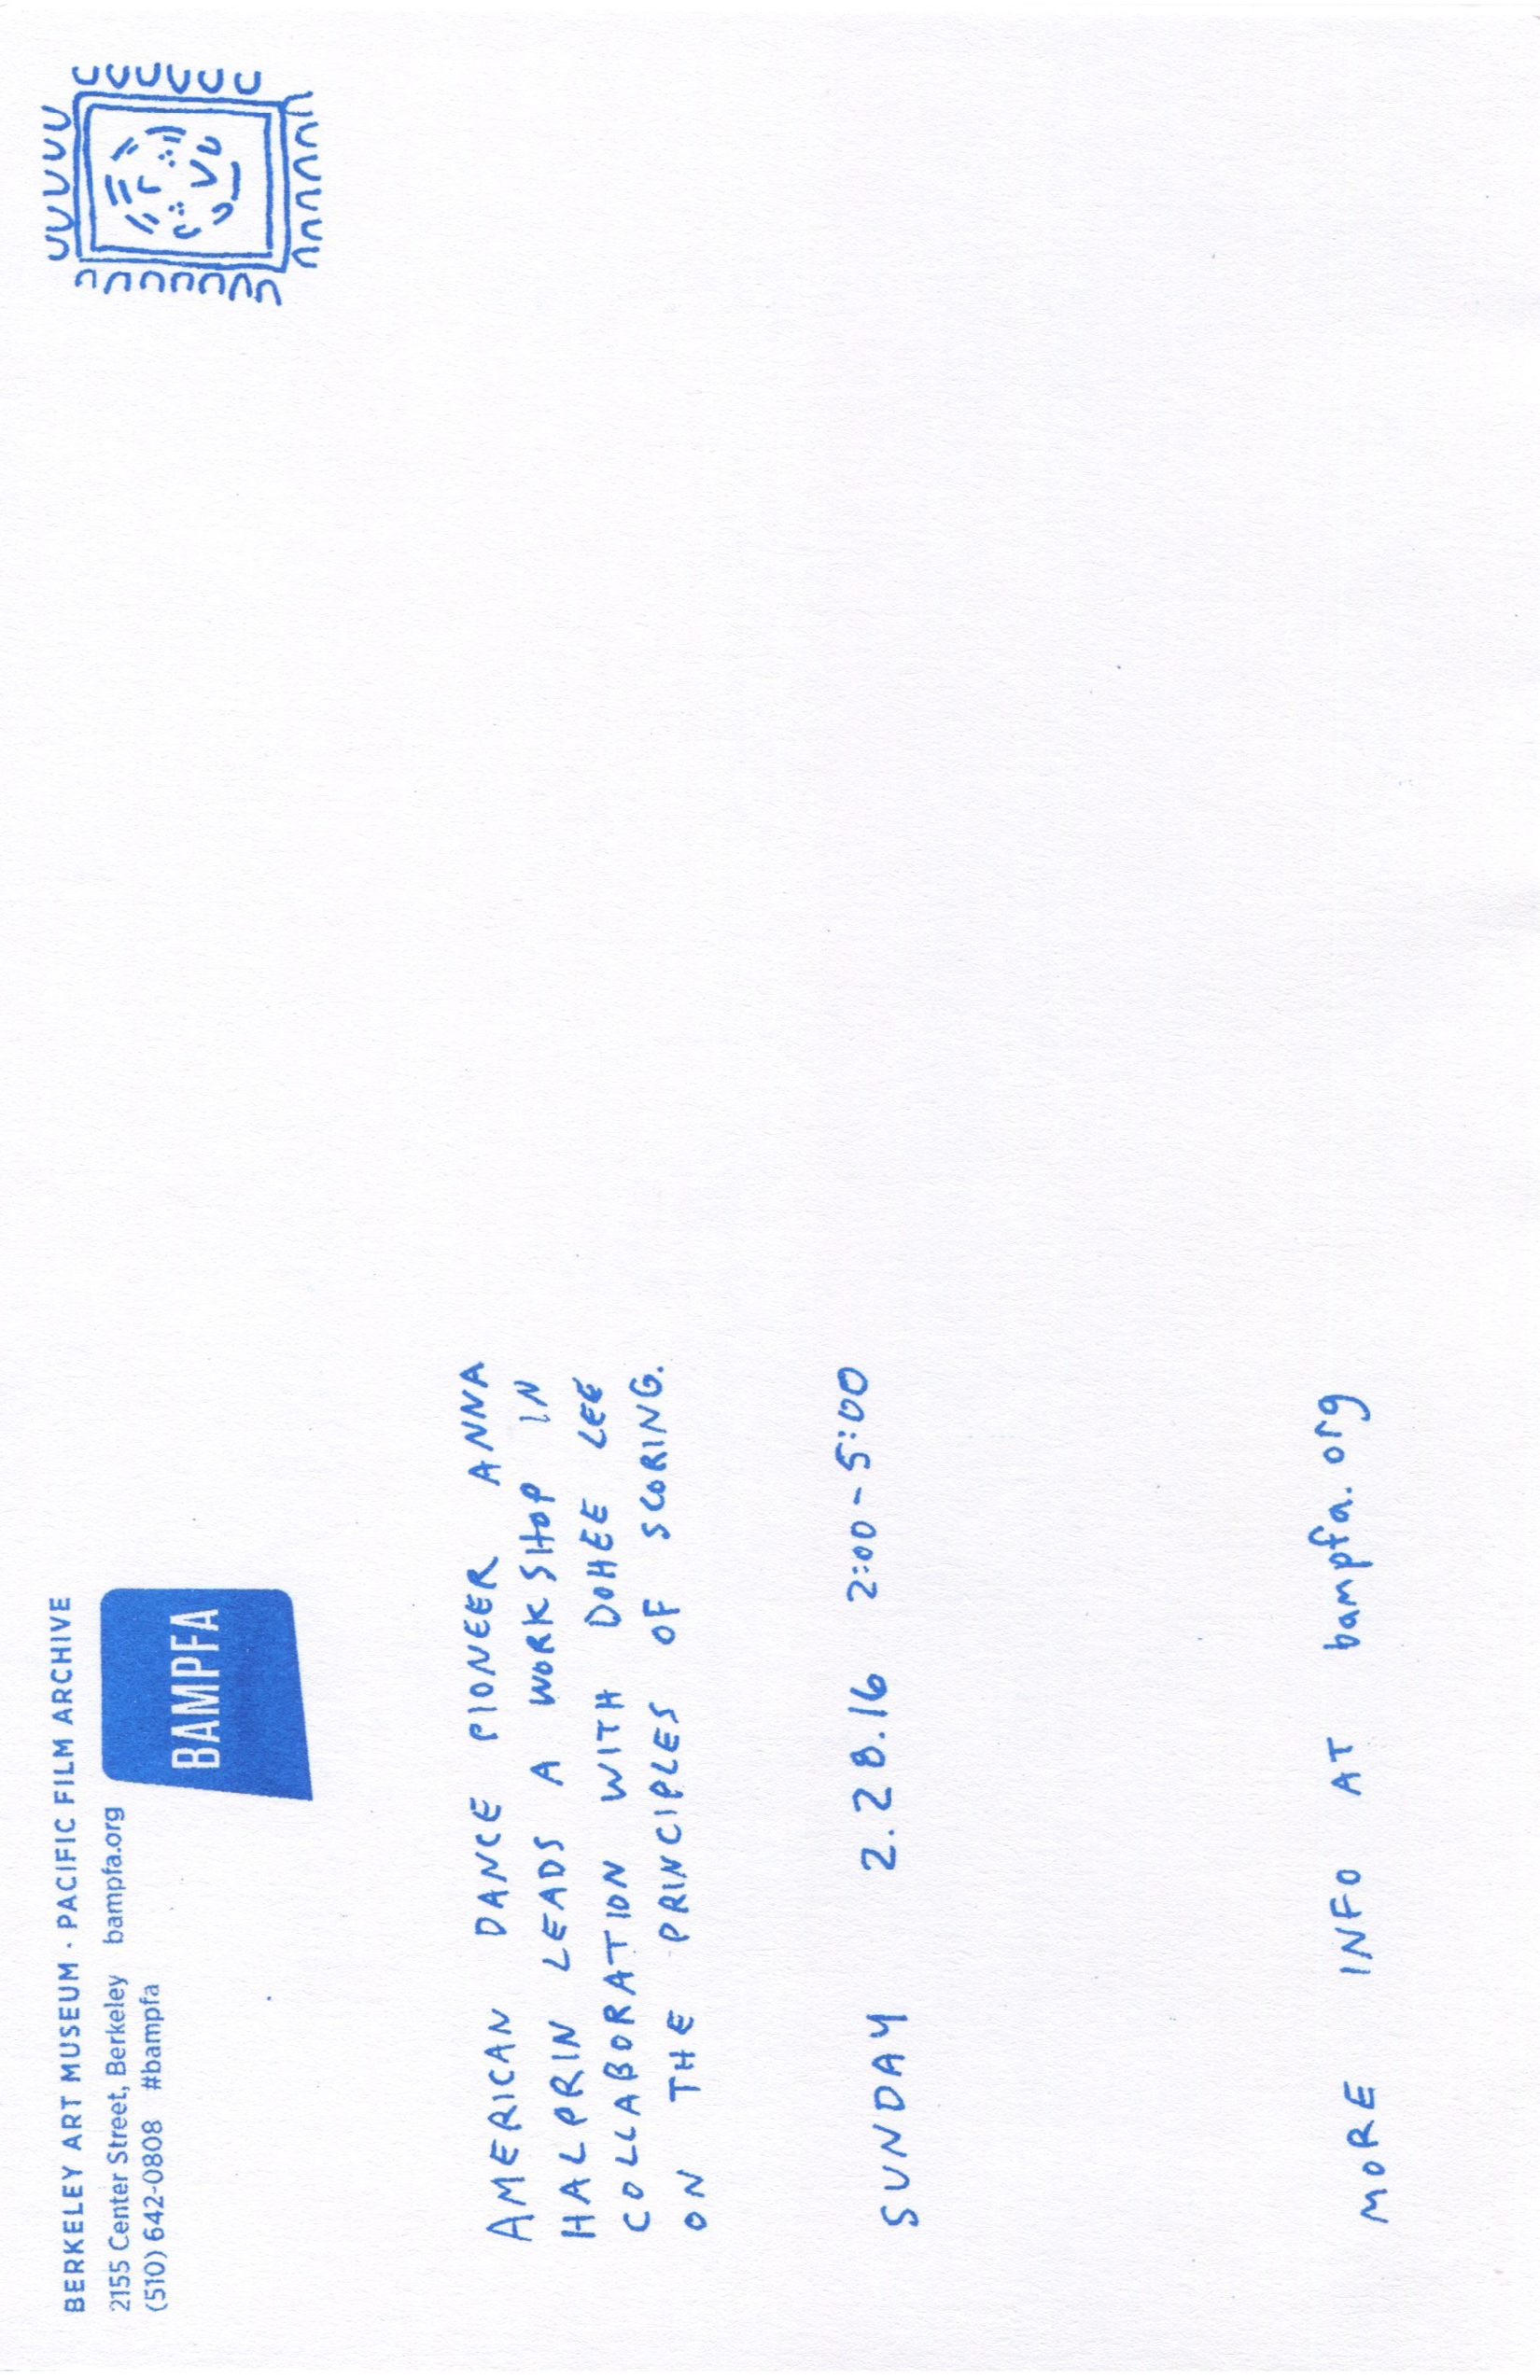 BERKELEY ART MUSEUM · PACIFIC FILM ARCHIVE
2155 Center Street, Berkeley bampfa.org
(510) 642-0808 #bampfa
BAMPFA
AMERICAN DANCE PIONEER ANNA
HALPRIN LEADS A WORKSHOP IN
COLLABORATION WITH DOHEE LEE
ON THE PRINCIPLES OF SCORING.
SUNDAY 2.28.16 2:00-5:00
MORE INFO AT bampfa.org